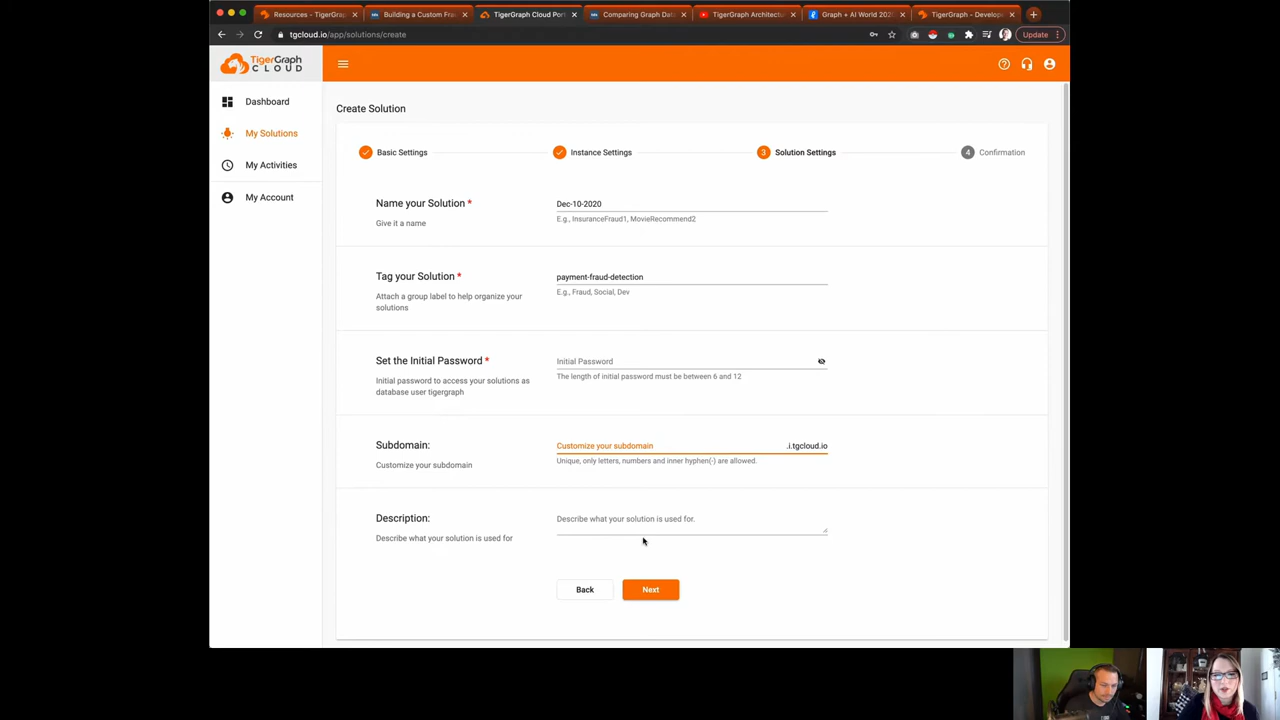 Resources - TigerGraph
Building a Custom Fra
TigerGraph Cloud Por
Comparing Graph Dat
TigerGraph Architectu
Graph + AI World 202
TigerGraph - Develop
tgcloud.io/app/solutions/create
Update
TigerGraph
CLOUD
Dashboard
My Solutions
My Activities
My Account
Create Solution
Basic Settings
Instance Settings
3 Solution Settings
4 Confirmation
Name your Solution *
Give it a name
Dec-10-2020
E.g., InsuranceFraud1, MovieRecommend2
Tag your Solution *
Attach a group label to help organize your
solutions
payment-fraud-detection
E.g., Fraud, Social, Dev
Set the Initial Password *
Initial password to access your solutions as
database user tigergraph
Initial Password
The length of initial password must be between 6 and 12
Subdomain:
Customize your subdomain
Customize your subdomain .i.tgcloud.io
Unique, only letters, numbers and inner hyphen(-) are allowed.
Description:
Describe what your solution is used for
Describe what your solution is used for.
Back
Next